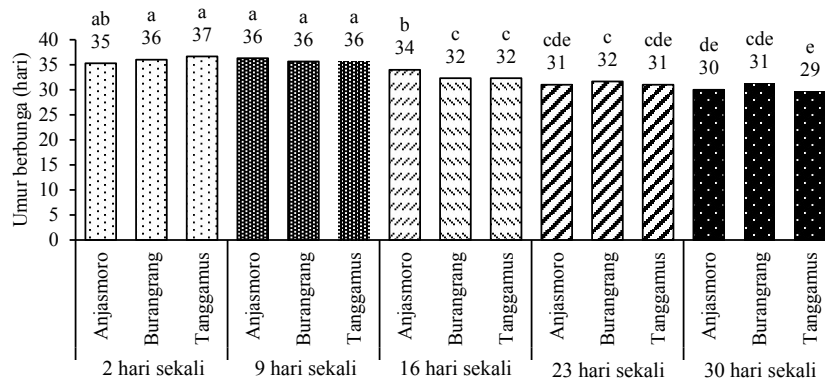 ab a a a a a b c c cde c cde de cde e
35 36 37 36 36 36 34 32 32 31 32 31 30 31 29
Umur berbunga (hari)
40
35
30
25
20
15
10
5
0
Anjasmoro Burangrang Tanggamus Anjasmoro Burangrang Tanggamus Anjasmoro Burangrang Tanggamus Anjasmoro Burangrang Tanggamus Anjasmoro Burangrang Tanggamus
2 hari sekali 9 hari sekali 16 hari sekali 23 hari sekali 30 hari sekali